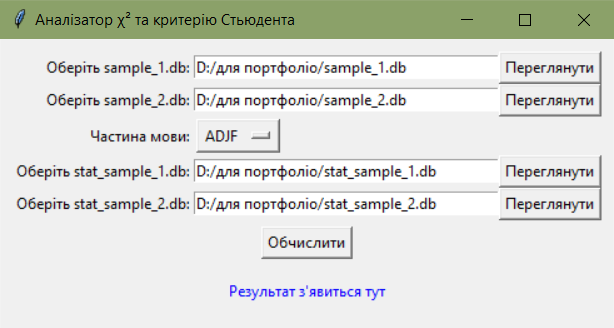 Аналізатор χ² та критерію Стьюдента
Оберіть sample_1.db: D:/для портфоліо/sample_1.db Переглянути
Оберіть sample_2.db: D:/для портфоліо/sample_2.db Переглянути
Частина мови: ADJF
Оберіть stat_sample_1.db: D:/для портфоліо/stat_sample_1.db Переглянути
Оберіть stat_sample_2.db: D:/для портфоліо/stat_sample_2.db Переглянути
Обчислити
Результат з'явиться тут